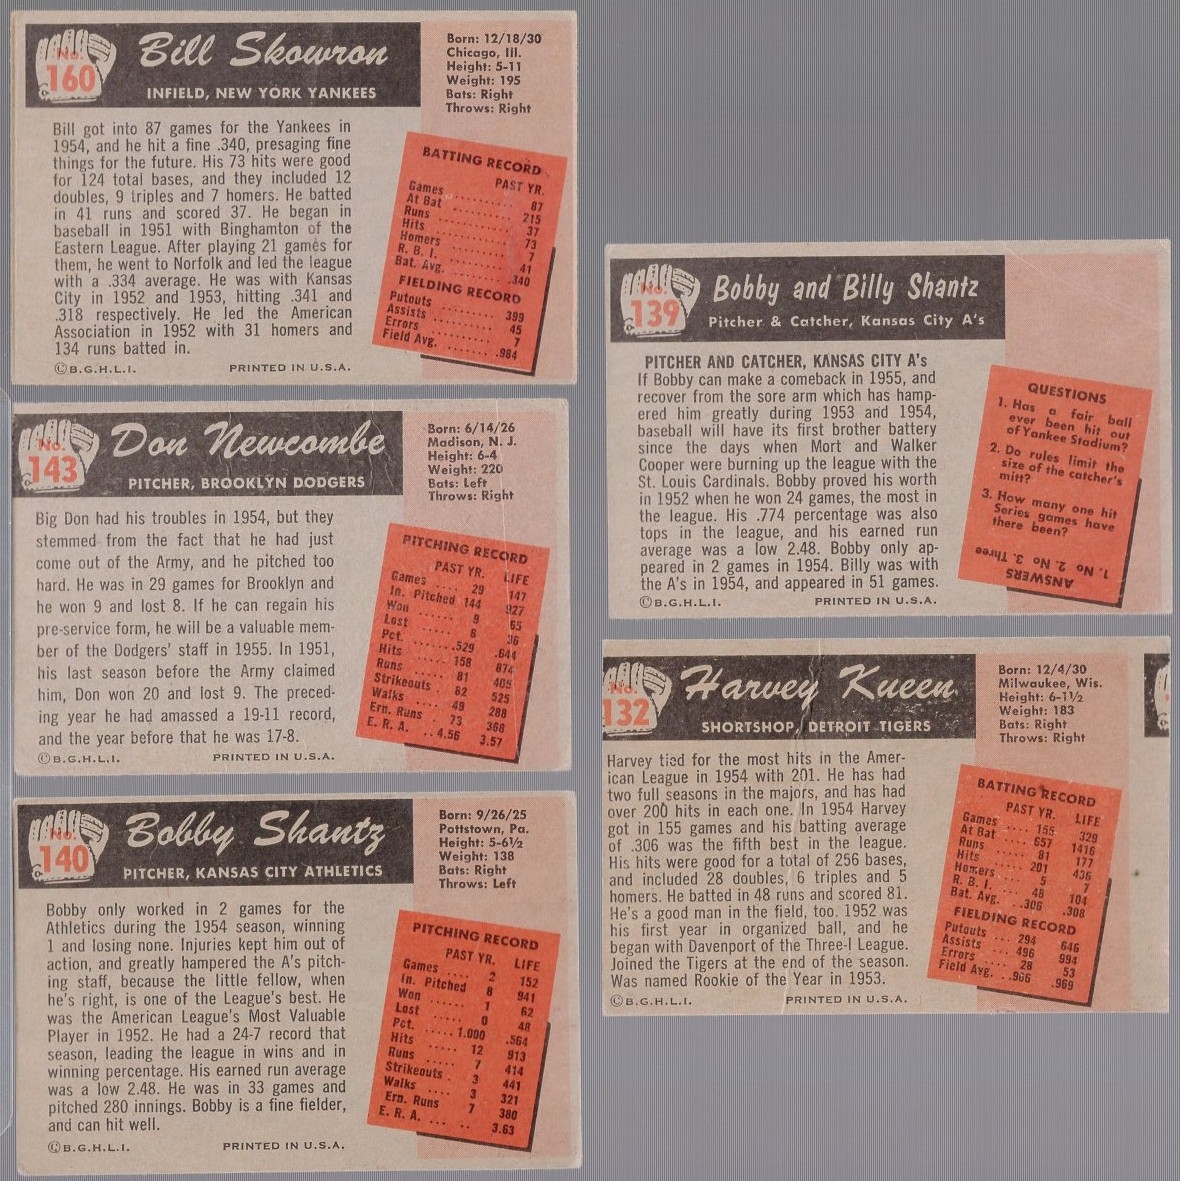 No.
160
Bill Skowron
INFIELD, NEW YORK YANKEES
Born: 12/18/30
Chicago, Ill.
Height: 5-11
Weight: 195
Bats: Right
Throws: Right
Bill got into 87 games for the Yankees in
1954, and he hit a fine .340, presaging fine
things for the future. His 73 hits were good
for 124 total bases, and they included 12
doubles, 9 triples and 7 homers. He batted
in 41 runs and scored 37. He began in
baseball in 1951 with Binghamton of the
Eastern League. After playing 21 games for
them, he went to Norfolk and led the league
with a .334 average. He was with Kansas
City in 1952 and 1953, hitting .341 and
.318 respectively. He led the American
Association in 1952 with 31 homers and
134 runs batted in.
BATTING RECORD
PAST YR.
Games ......... 87
At Bat ......... 215
Runs ......... 37
Hits ......... 73
Homers ......... 7
R. B. I. ......... 41
Bat. Avg. ......... .340
FIELDING RECORD
Putouts ......... 399
Assists ......... 45
Errors ......... 7
Field Avg. ....... .984
©B.G.H.L.I. PRINTED IN U.S.A.
No.
143
Don Newcombe
PITCHER, BROOKLYN DODGERS
Born: 6/14/26
Madison, N. J.
Height: 6-4
Weight: 220
Bats: Left
Throws: Right
Big Don had his troubles in 1954, but they
stemmed from the fact that he had just
come out of the Army, and he pitched too
hard. He was in 29 games for Brooklyn and
he won 9 and lost 8. If he can regain his
pre-service form, he will be a valuable mem-
ber of the Dodgers' staff in 1955. In 1951,
his last season before the Army claimed
him, Don won 20 and lost 9. The preced-
ing year he had amassed a 19-11 record,
and the year before that he was 17-8.
PITCHING RECORD
PAST YR. LIFE
Games .... 29 147
In. Pitched 144 927
Won ..... 9 65
Lost ..... 8 36
Pct. ..... .529 .644
Hits ..... 158 874
Runs ..... 81 405
Strikeouts . 82 525
Walks .... 49 288
Ern. Runs . 73 368
E. R. A. .. 4.56 3.57
©B.G.H.L.I. PRINTED IN U.S.A.
No.
140
Bobby Shantz
PITCHER, KANSAS CITY ATHLETICS
Born: 9/26/25
Pottstown, Pa.
Height: 5-6½
Weight: 138
Bats: Right
Throws: Left
Bobby only worked in 2 games for the
Athletics during the 1954 season, winning
1 and losing none. Injuries kept him out of
action, and greatly hampered the A's pitch-
ing staff, because the little fellow, when
he's right, is one of the League's best. He
was the American League's Most Valuable
Player in 1952. He had a 24-7 record that
season, leading the league in wins and in
winning percentage. His earned run average
was a low 2.48. He was in 33 games and
pitched 280 innings. Bobby is a fine fielder,
and can hit well.
PITCHING RECORD
PAST YR. LIFE
Games .... 2 152
In. Pitched 8 941
Won ..... 1 62
Lost ..... 0 48
Pct. ..... 1.000 .564
Hits ..... 12 913
Runs ..... 7 414
Strikeouts . 3 441
Walks .... 3 321
Ern. Runs 7 380
E. R. A. .... .. 3.63
©B.G.H.L.I. PRINTED IN U.S.A.
No.
139
Bobby and Billy Shantz
Pitcher & Catcher, Kansas City A's
PITCHER AND CATCHER, KANSAS CITY A's
If Bobby can make a comeback in 1955, and
recover from the sore arm which has hamp-
ered him greatly during 1953 and 1954,
baseball will have its first brother battery
since the days when Mort and Walker
Cooper were burning up the league with the
St. Louis Cardinals. Bobby proved his worth
in 1952 when he won 24 games, the most in
the league. His .774 percentage was also
tops in the league, and his earned run
average was a low 2.48. Bobby only ap-
peared in 2 games in 1954. Billy was with
the A's in 1954, and appeared in 51 games.
QUESTIONS
1. Has a fair ball
ever been hit out
of Yankee Stadium?
2. Do rules limit the
size of the catcher's
mitt?
3. How many one hit
Series games have
there been?
ANSWERS
1. No 2. No 3. Three
©B.G.H.L.I. PRINTED IN U.S.A.
No.
132
Harvey Kueen
SHORTSHOP, DETROIT TIGERS
Born: 12/4/30
Milwaukee, Wis.
Height: 6-1½
Weight: 183
Bats: Right
Throws: Right
Harvey tied for the most hits in the Amer-
ican League in 1954 with 201. He has had
two full seasons in the majors, and has had
over 200 hits in each one. In 1954 Harvey
got in 155 games and his batting average
of .306 was the fifth best in the league.
His hits were good for a total of 256 bases,
and included 28 doubles, 6 triples and 5
homers. He batted in 48 runs and scored 81.
He's a good man in the field, too. 1952 was
his first year in organized ball, and he
began with Davenport of the Three-I League.
Joined the Tigers at the end of the season.
Was named Rookie of the Year in 1953.
BATTING RECORD
PAST YR. LIFE
Games .... 155 329
At Bat .... 657 1416
Runs ..... 81 177
Hits ..... 201 436
Homers ... 5 7
R. B. I. .... 48 104
Bat. Avg. .. .306 .308
FIELDING RECORD
Putouts ... 294 646
Assists .... 496 994
Errors .... 28 53
Field Avg. . .966 .969
©B.G.H.L.I. PRINTED IN U.S.A.